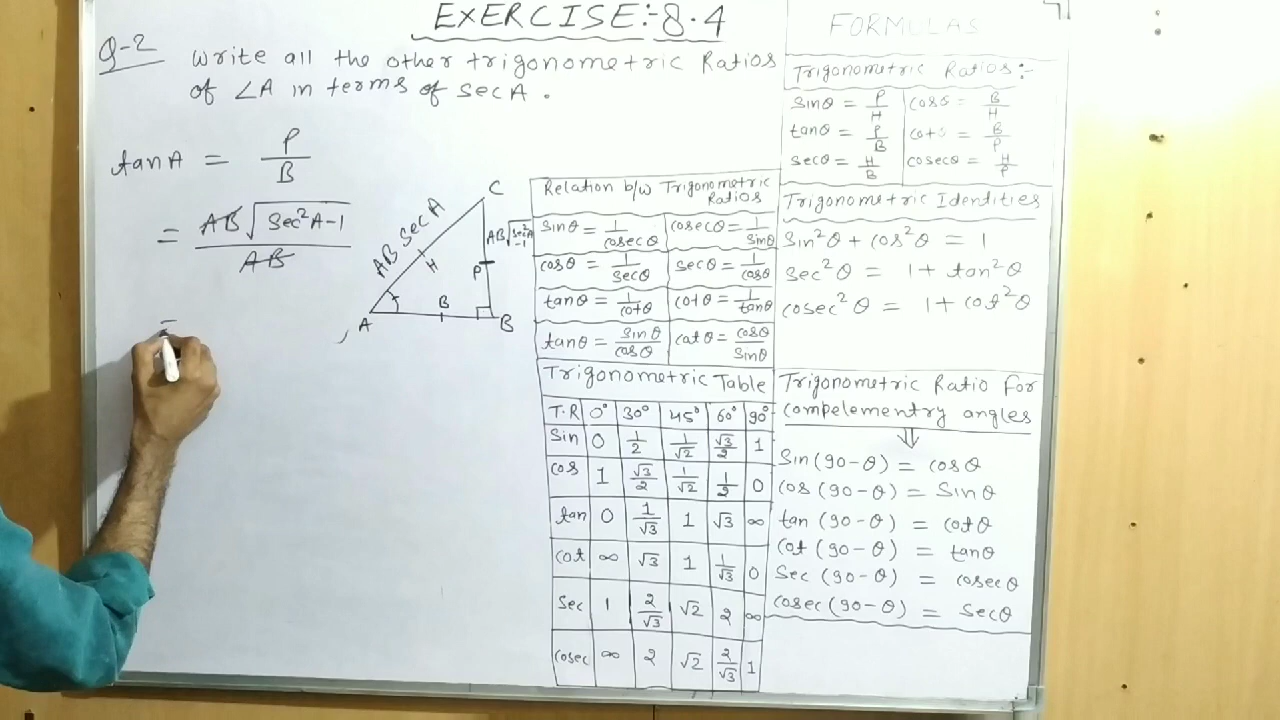 EXERCISE:-8.4
Q-2 Write all the other trigonometric Ratios
of ∠A in terms of sec A.
tan A = P/B
= AB√(Sec²A-1) / AB
=
C
AB sec A
H
AB√(Sec²A-1)
P
B
A
B
FORMULAS
Trigonometric Ratios:-
sinθ = P/H cosθ = B/H
tanθ = P/B cotθ = B/P
secθ = H/B cosecθ = H/P
Relation b/w Trigonometric
Ratios
Sinθ = 1/cosecθ cosecθ = 1/sinθ
cosθ = 1/secθ secθ = 1/cosθ
tanθ = 1/cotθ cotθ = 1/tanθ
tanθ = Sinθ/cosθ catθ = cosθ/Sinθ
Trigonometric Identities
Sin²θ + cos²θ = 1
sec²θ = 1 + tan²θ
cosec²θ = 1 + cot²θ
Trigonometric Table
T.R 0° 30° 45° 60° 90°
Sin 0 1/2 1/√2 √3/2 1
cos 1 √3/2 1/√2 1/2 0
tan 0 1/√3 1 √3 ∞
cot ∞ √3 1 1/√3 0
Sec 1 2/√3 √2 2 ∞
cosec ∞ 2 √2 2/√3 1
Trigonometric Ratio for
compelementry angles
⇓
Sin(90-θ) = cosθ
cos(90-θ) = Sinθ
tan(90-θ) = cotθ
cot(90-θ) = tanθ
Sec(90-θ) = cosecθ
cosec(90-θ) = Secθ